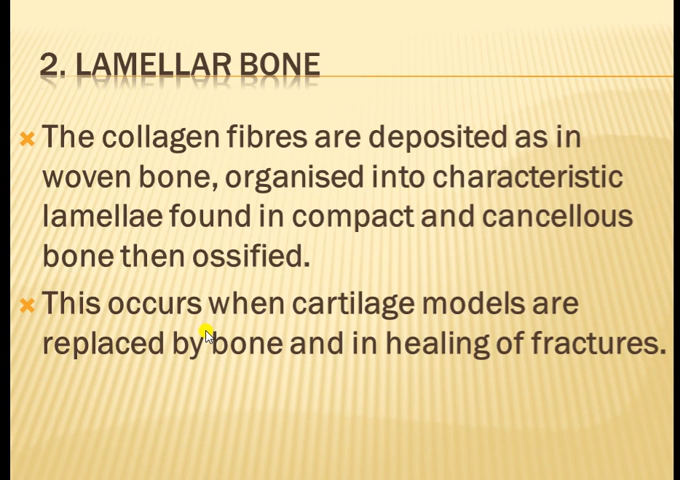 2. LAMELLAR BONE
The collagen fibres are deposited as in
woven bone, organised into characteristic
lamellae found in compact and cancellous
bone then ossified.
This occurs when cartilage models are
replaced by bone and in healing of fractures.